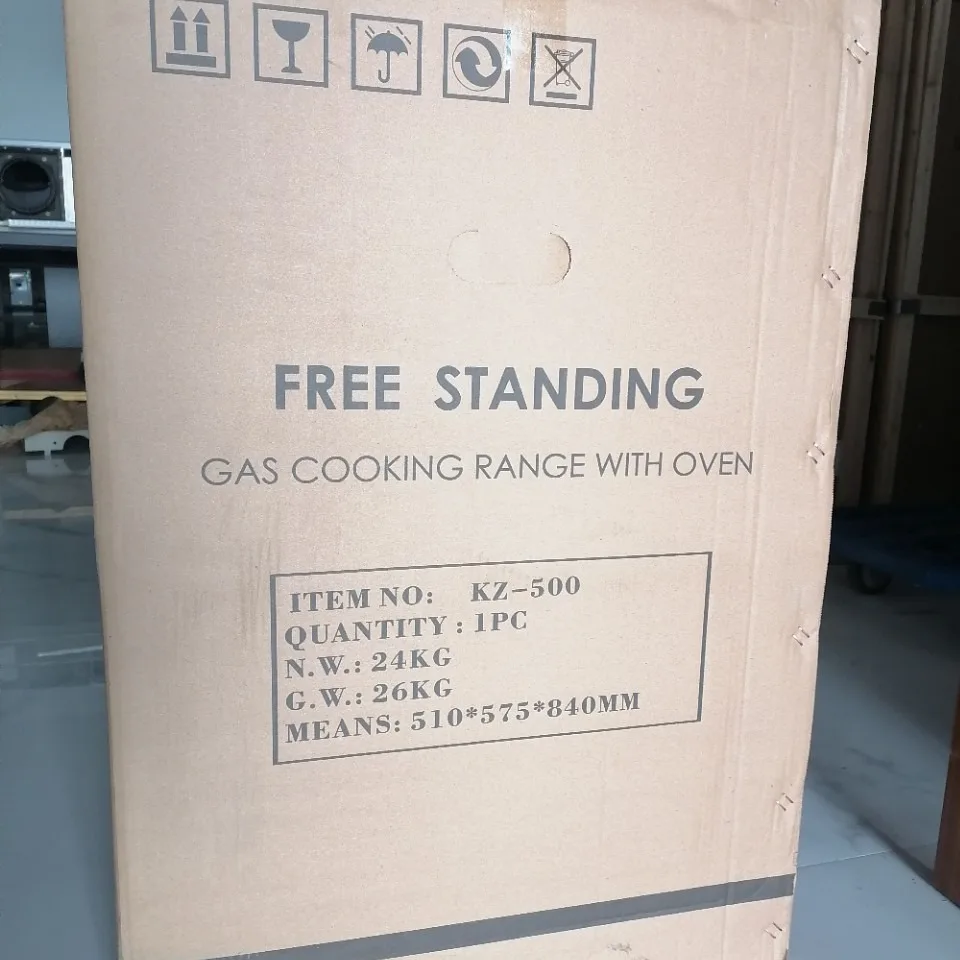 FREE STANDING
GAS COOKING RANGE WITH OVEN
ITEM NO: KZ-500
QUANTITY : 1PC
N.W.: 24KG
G.W.: 26KG
MEANS: 510*575*840MM